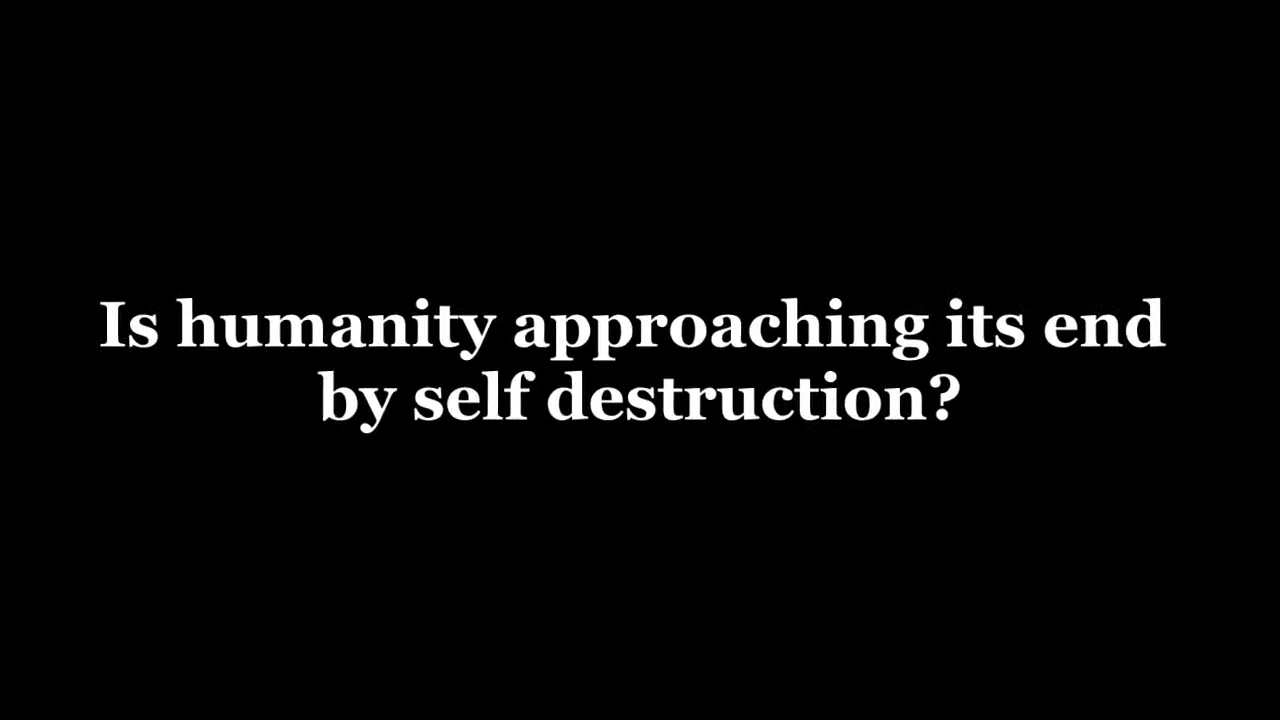 Is humanity approaching its end
by self destruction?